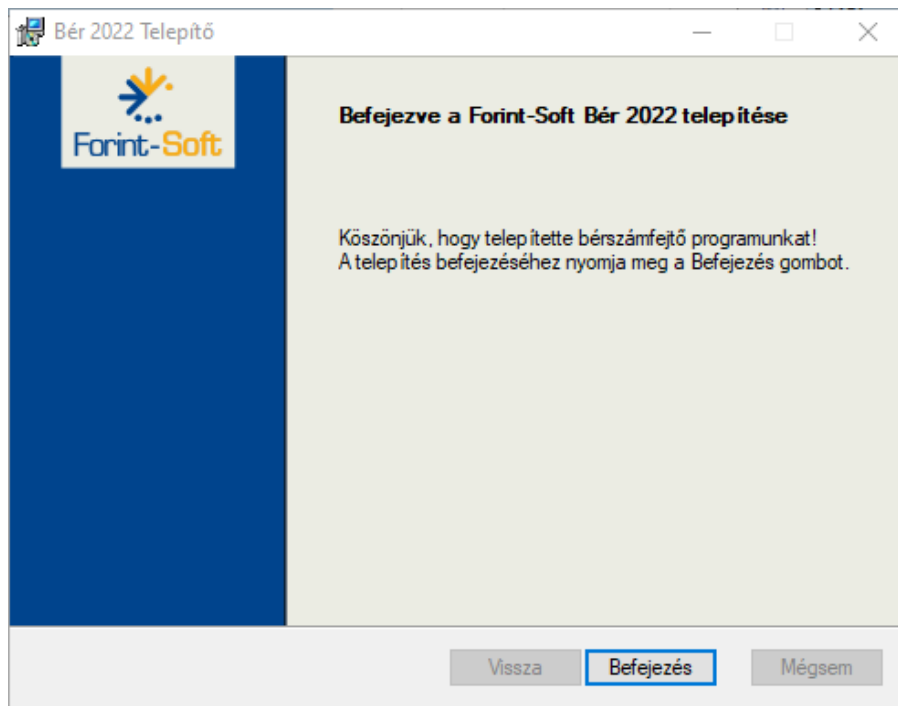 Bér 2022 Telepítő
Forint-Soft
Befejezve a Forint-Soft Bér 2022 telepítése
Köszönjük, hogy telepítette bérszámfejtő programunkat!
A telepítés befejezéséhez nyomja meg a Befejezés gombot.
Vissza
Befejezés
Mégsem